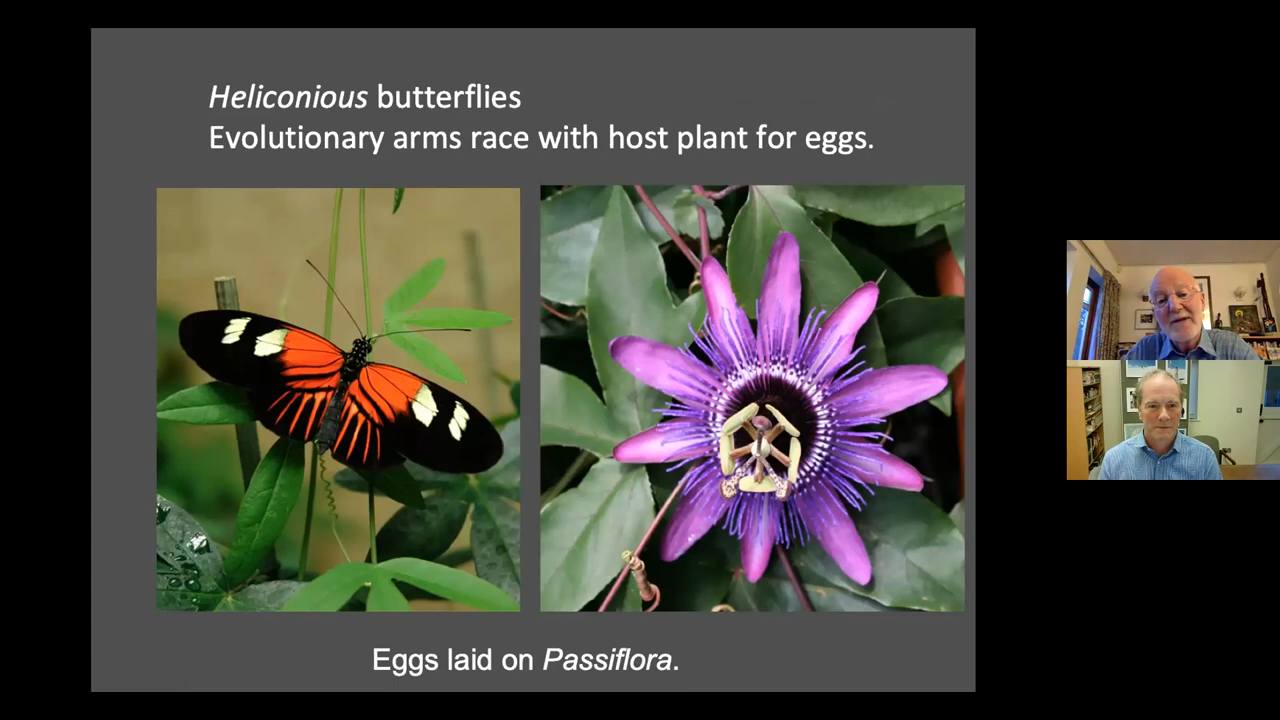 Heliconious butterflies
Evolutionary arms race with host plant for eggs.
Eggs laid on Passiflora.